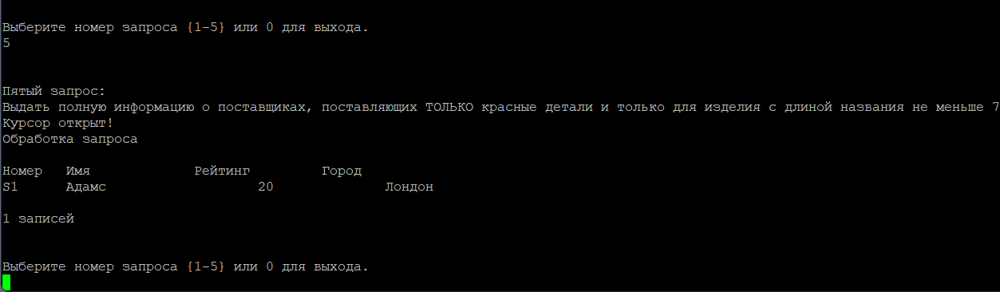 Выберите номер запроса {1-5} или 0 для выхода.
5
Пятый запрос:
Выдать полную информацию о поставщиках, поставляющих ТОЛЬКО красные детали и только для изделия с длиной названия не меньше 7
Курсор открыт!
Обработка запроса
Номер Имя Рейтинг Город
S1 Адамс 20 Лондон
1 записей
Выберите номер запроса {1-5} или 0 для выхода.